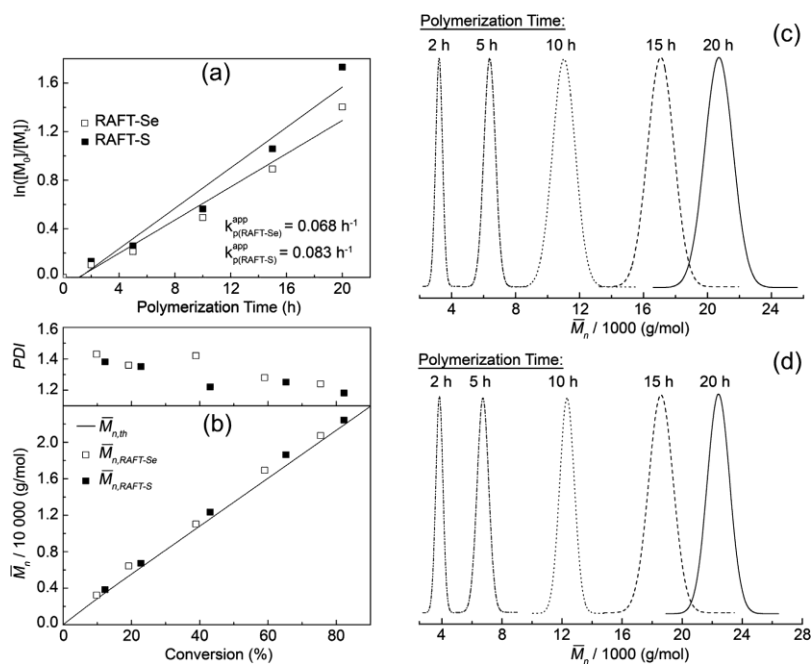 (a)
RAFT-Se
RAFT-S
k_p(RAFT-Se)^app = 0.068 h⁻¹
k_p(RAFT-S)^app = 0.083 h⁻¹
ln([M₀]/[Mₜ])
1.6
1.2
0.8
0.4
0.0
0 4 8 12 16 20
Polymerization Time (h)
PDI
1.6
1.4
1.2
(b)
M̅n,th
M̅n,RAFT-Se
M̅n,RAFT-S
M̅n / 10 000 (g/mol)
2.0
1.6
1.2
0.8
0.4
0.0
0 20 40 60 80
Conversion (%)
Polymerization Time: (c)
2 h 5 h 10 h 15 h 20 h
4 8 12 16 20 24
M̅n / 1000 (g/mol)
Polymerization Time: (d)
2 h 5 h 10 h 15 h 20 h
4 8 12 16 20 24 28
M̅n / 1000 (g/mol)